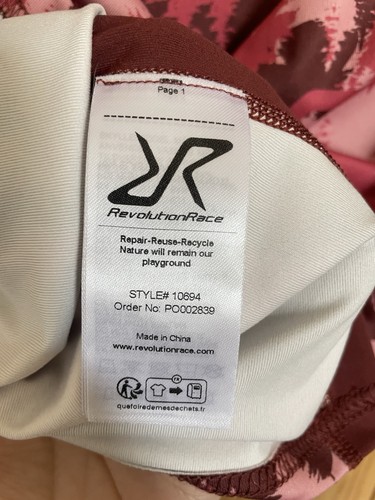 Page 1
RevolutionRace
Repair-Reuse-Recycle
Nature will remain our
playground
STYLE# 10694
Order No: PO002839
Made in China
www.revolutionrace.com
FR
quefairedemesdechets.fr